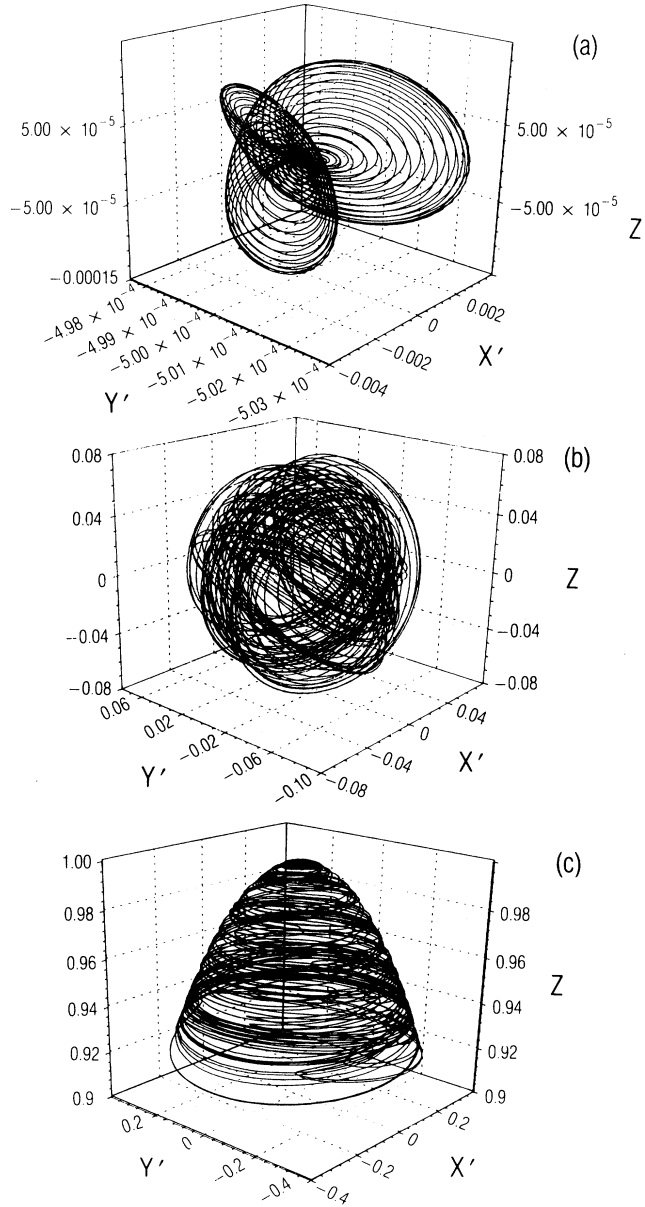 (a)
5.00 × 10⁻⁵
−5.00 × 10⁻⁵
−0.00015
5.00 × 10⁻⁵
−5.00 × 10⁻⁵
Z
−4.98 × 10⁻⁴
−4.99 × 10⁻⁴
−5.00 × 10⁻⁴
−5.01 × 10⁻⁴
−5.02 × 10⁻⁴
−5.03 × 10⁻⁴
Y′
0.002
0
−0.002
−0.004
X′
(b)
0.08
0.04
0
−0.04
−0.08
0.08
0.04
0
−0.04
−0.08
Z
0.06
0.02
−0.02
−0.06
−0.10
Y′
0.04
0
−0.04
−0.08
X′
(c)
1.00
0.98
0.96
0.94
0.92
0.9
0.98
0.96
0.94
0.92
0.9
Z
0.2
0
−0.2
−0.4
Y′
0.2
0
−0.2
−0.4
X′